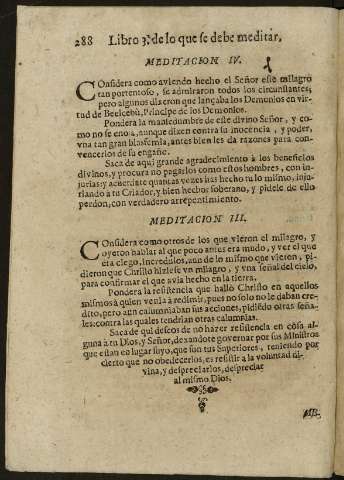 288 Libro 3º. de lo que se debe meditar,
MEDITACION IV.
COnsidera como aviendo hecho el Señor este milagro
tan portentoso, se admiraron todos los circunstantes;
pero algunos dixeron que lançaba los Demonios en vir-
tud de Beelcebù, Principe de los Demonios.
Pondera la mansedumbre de este divino Señor, y co-
mo no se enoja, aunque dizen contra su inocencia, y poder,
vna tan gran blasfemia, antes bien les da razones para con-
vencerlos de su engaño.
Saca de aqui grande agradecimiento à los beneficios
divinos, y procura no pagarlos como estos hombres, con in-
jurias: y acuerdate quantas vezes has hecho tu lo mismo, inju-
riando à tu Criador, y bien hechor soberano, y pidele de ello
perdon, con verdadero arrepentimiento.
MEDITACION III.
COnsidera como otros de los que vieron el milagro, y
oyeron hablar al que poco antes era mudo, y ver el que
era ciego, incredulos, aun de lo mismo que vieron, pi-
dieron que Christo hiziese vn milagro, y vna señal del cielo,
para confirmar el que avia hecho en la tierra.
Pondera la resistencia que hallò Christo en aquellos
mismos à quien venia à redimir, pues no solo no le daban cre-
dito, pero aun calumniaban sus acciones, pidiẽdo otras seña-
les: contra las quales tendrian otras calumnias.
Saca de qui deseos de no hazer resistencia en cosa al-
guna à tu Dios, y Señor, dexandote governar por sus Ministros
que estan en lugar suyo, que son tus Superiores, teniendo por
cierto que no obedecerlos, es resistir a la voluntad di-
vina, y despreciarlos, despreciar
al mismo Dios.